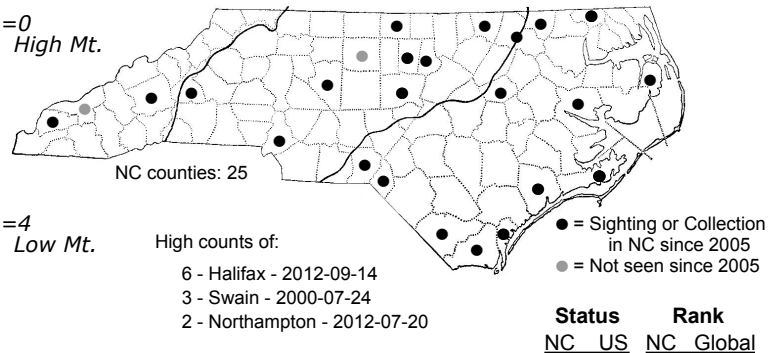 =0
High Mt.
NC counties: 25
=4
Low Mt.
High counts of:
6 - Halifax - 2012-09-14
3 - Swain - 2000-07-24
2 - Northampton - 2012-07-20
= Sighting or Collection
in NC since 2005
= Not seen since 2005
Status Rank
NC US NC Global